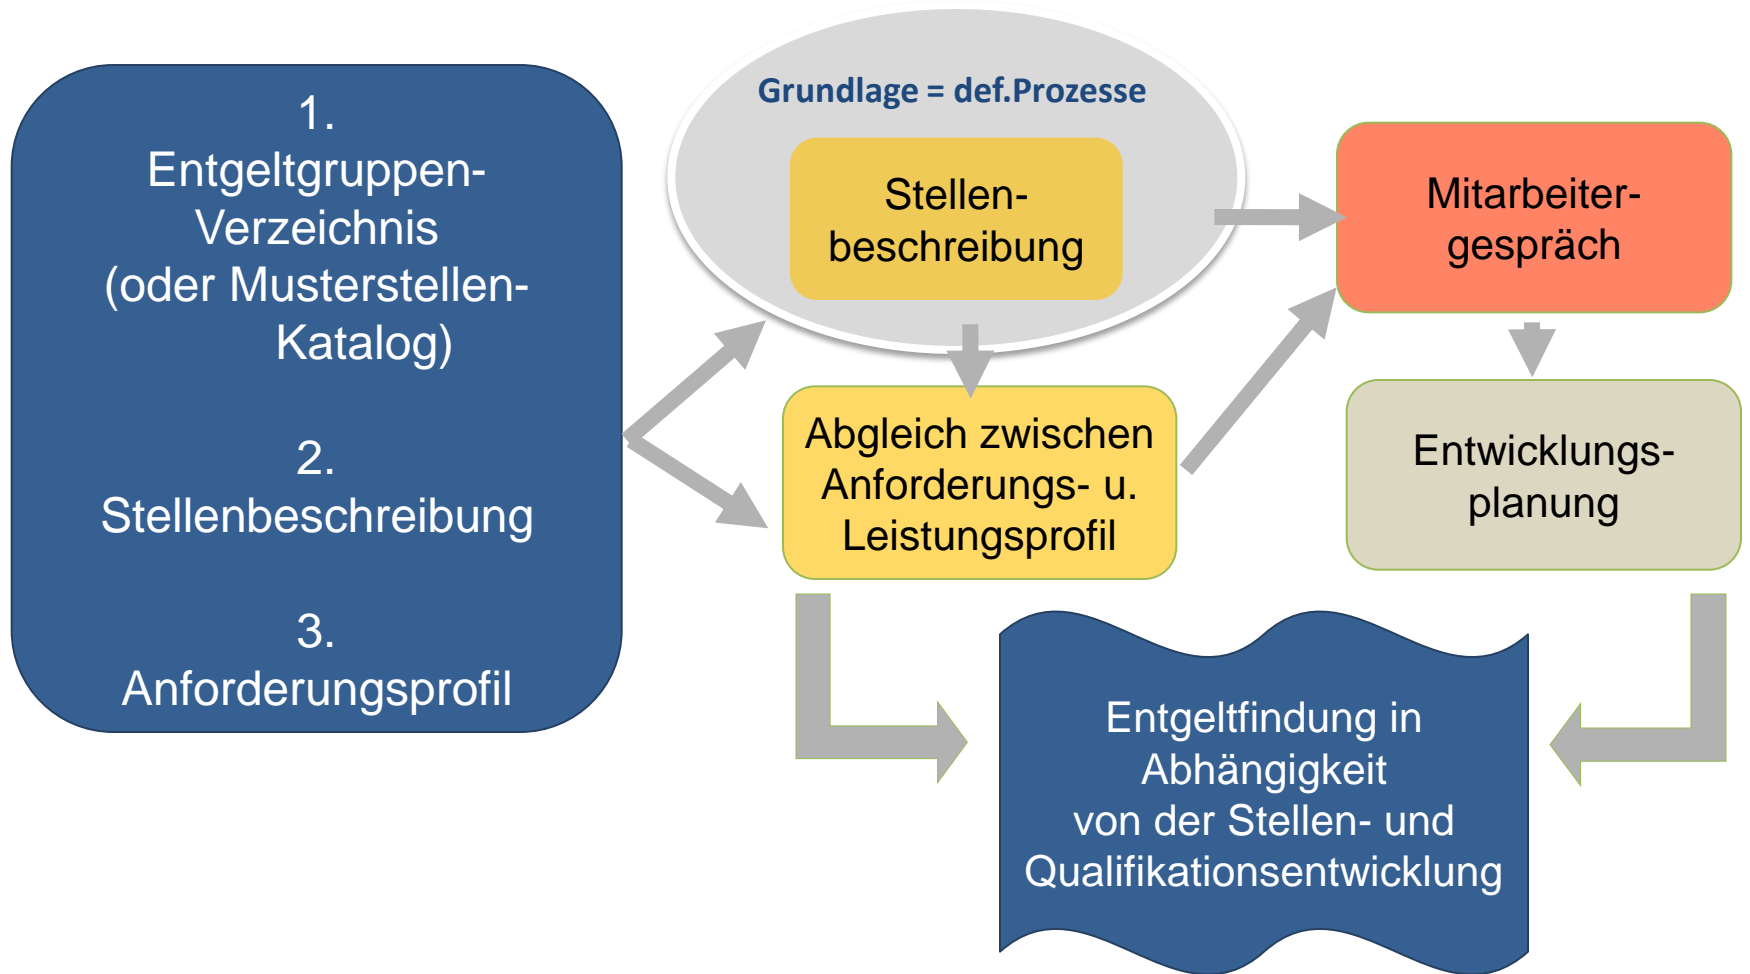 1.
Entgeltgruppen-
Verzeichnis
(oder Musterstellen-
Katalog)
2.
Stellenbeschreibung
3.
Anforderungsprofil
Grundlage = def.Prozesse
Stellen-
beschreibung
Abgleich zwischen
Anforderungs- u.
Leistungsprofil
Mitarbeiter-
gespräch
Entwicklungs-
planung
Entgeltfindung in
Abhängigkeit
von der Stellen- und
Qualifikationsentwicklung